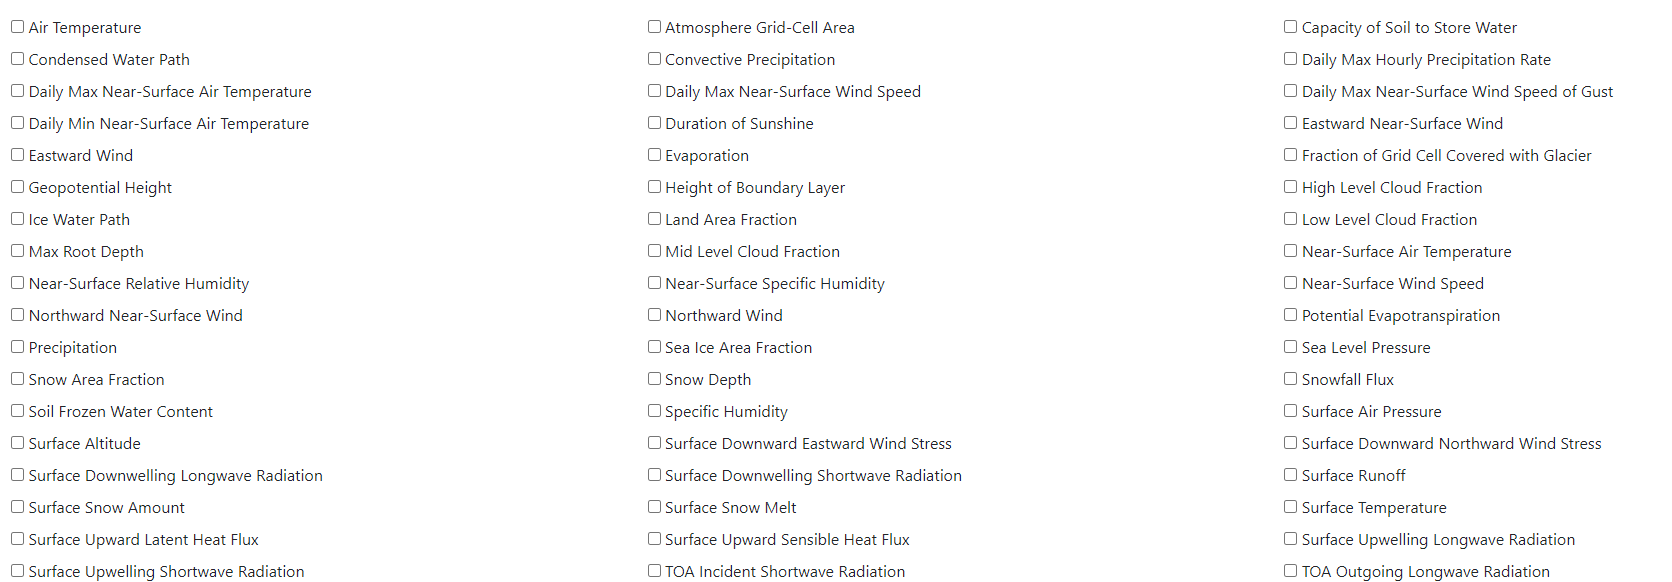 Air Temperature
Atmosphere Grid-Cell Area
Capacity of Soil to Store Water
Condensed Water Path
Convective Precipitation
Daily Max Hourly Precipitation Rate
Daily Max Near-Surface Air Temperature
Daily Max Near-Surface Wind Speed
Daily Max Near-Surface Wind Speed of Gust
Daily Min Near-Surface Air Temperature
Duration of Sunshine
Eastward Near-Surface Wind
Eastward Wind
Evaporation
Fraction of Grid Cell Covered with Glacier
Geopotential Height
Height of Boundary Layer
High Level Cloud Fraction
Ice Water Path
Land Area Fraction
Low Level Cloud Fraction
Max Root Depth
Mid Level Cloud Fraction
Near-Surface Air Temperature
Near-Surface Relative Humidity
Near-Surface Specific Humidity
Near-Surface Wind Speed
Northward Near-Surface Wind
Northward Wind
Potential Evapotranspiration
Precipitation
Sea Ice Area Fraction
Sea Level Pressure
Snow Area Fraction
Snow Depth
Snowfall Flux
Soil Frozen Water Content
Specific Humidity
Surface Air Pressure
Surface Altitude
Surface Downward Eastward Wind Stress
Surface Downward Northward Wind Stress
Surface Downwelling Longwave Radiation
Surface Downwelling Shortwave Radiation
Surface Runoff
Surface Snow Amount
Surface Snow Melt
Surface Temperature
Surface Upward Latent Heat Flux
Surface Upward Sensible Heat Flux
Surface Upwelling Longwave Radiation
Surface Upwelling Shortwave Radiation
TOA Incident Shortwave Radiation
TOA Outgoing Longwave Radiation